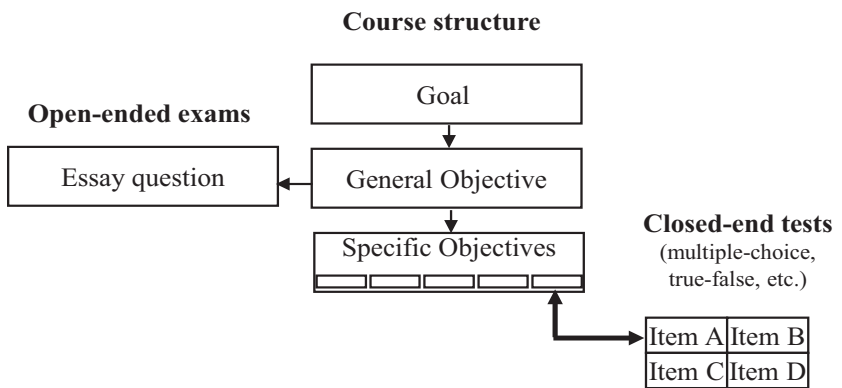 Course structure
Goal
Open-ended exams
Essay question
General Objective
Specific Objectives
Closed-end tests
(multiple-choice,
true-false, etc.)
Item A
Item B
Item C
Item D